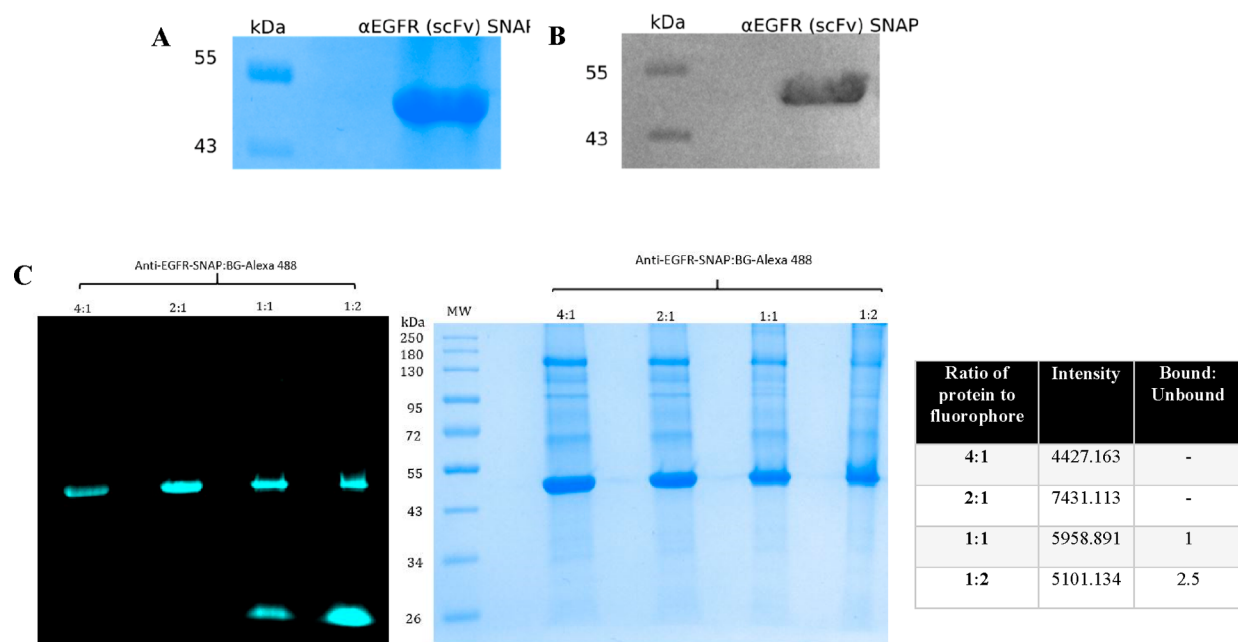 A
kDa
αEGFR (scFv) SNAP
55
43
B
kDa
αEGFR (scFv) SNAP
55
43
C
Anti-EGFR-SNAP:BG-Alexa 488
4:1 2:1 1:1 1:2
Anti-EGFR-SNAP:BG-Alexa 488
kDa MW 4:1 2:1 1:1 1:2
250
180
130
95
72
55
43
34
26
Ratio of protein to fluorophore Intensity Bound: Unbound
4:1 4427.163 -
2:1 7431.113 -
1:1 5958.891 1
1:2 5101.134 2.5